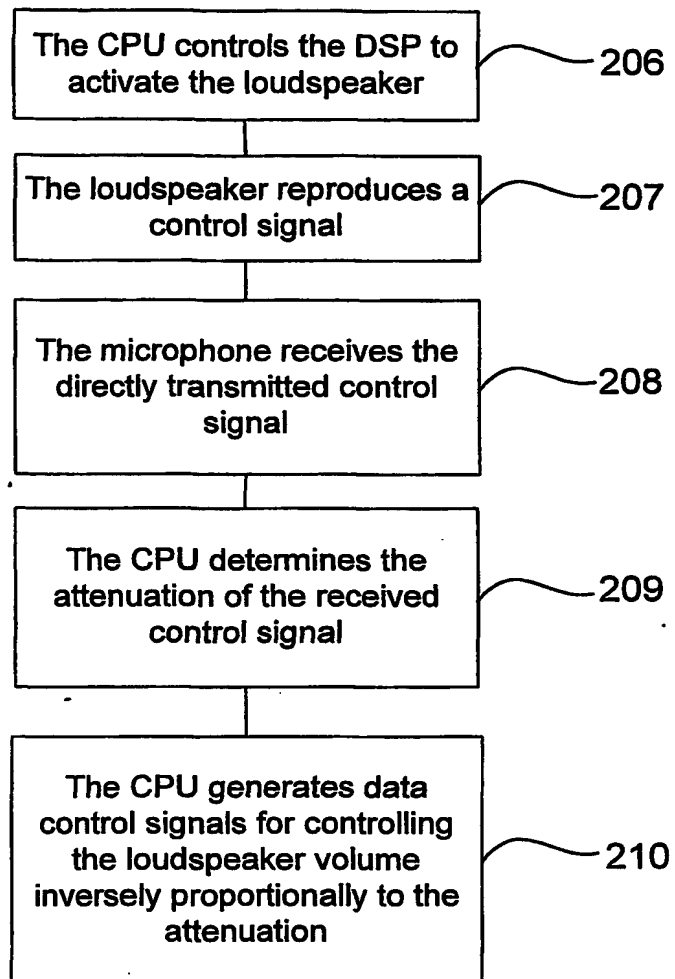 The CPU controls the DSP to
activate the loudspeaker
206
The loudspeaker reproduces a
control signal
207
The microphone receives the
directly transmitted control
signal
208
The CPU determines the
attenuation of the received
control signal
209
The CPU generates data
control signals for controlling
the loudspeaker volume
inversely proportionally to the
attenuation
210